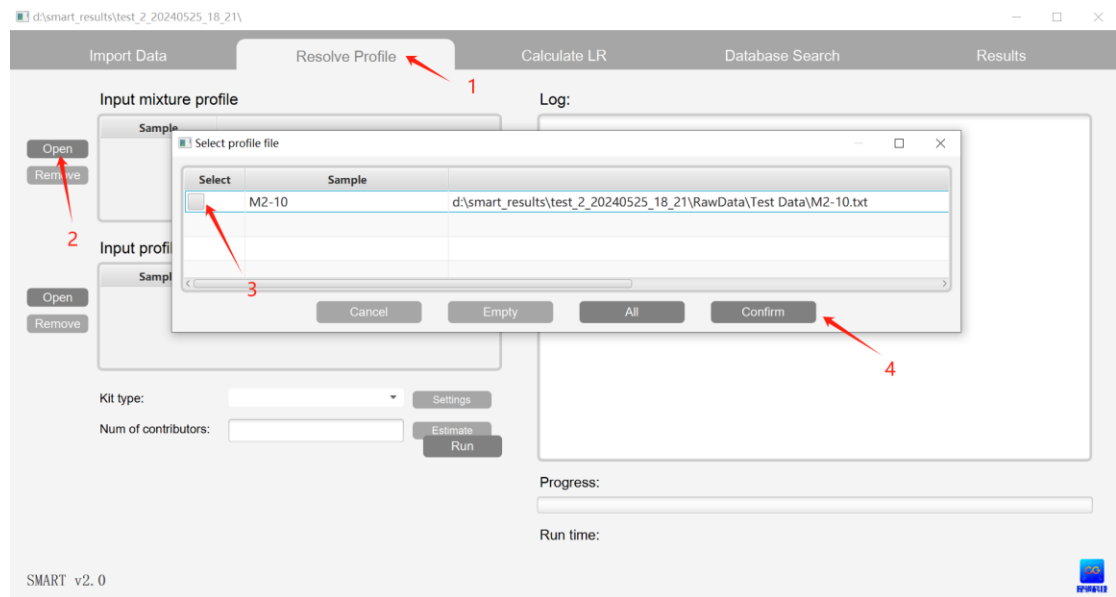 d:\smart_results\test_2_20240525_18_21\
Import Data Resolve Profile Calculate LR Database Search Results
1
Input mixture profile
Log:
Sample
Open
Remove
2
Select profile file
Select Sample
M2-10 d:\smart_results\test_2_20240525_18_21\RawData\Test Data\M2-10.txt
3
Cancel Empty All Confirm
4
Input profil
Sampl
Open
Remove
Kit type: Settings
Num of contributors: Estimate
Run
Progress:
Run time:
SMART v2.0